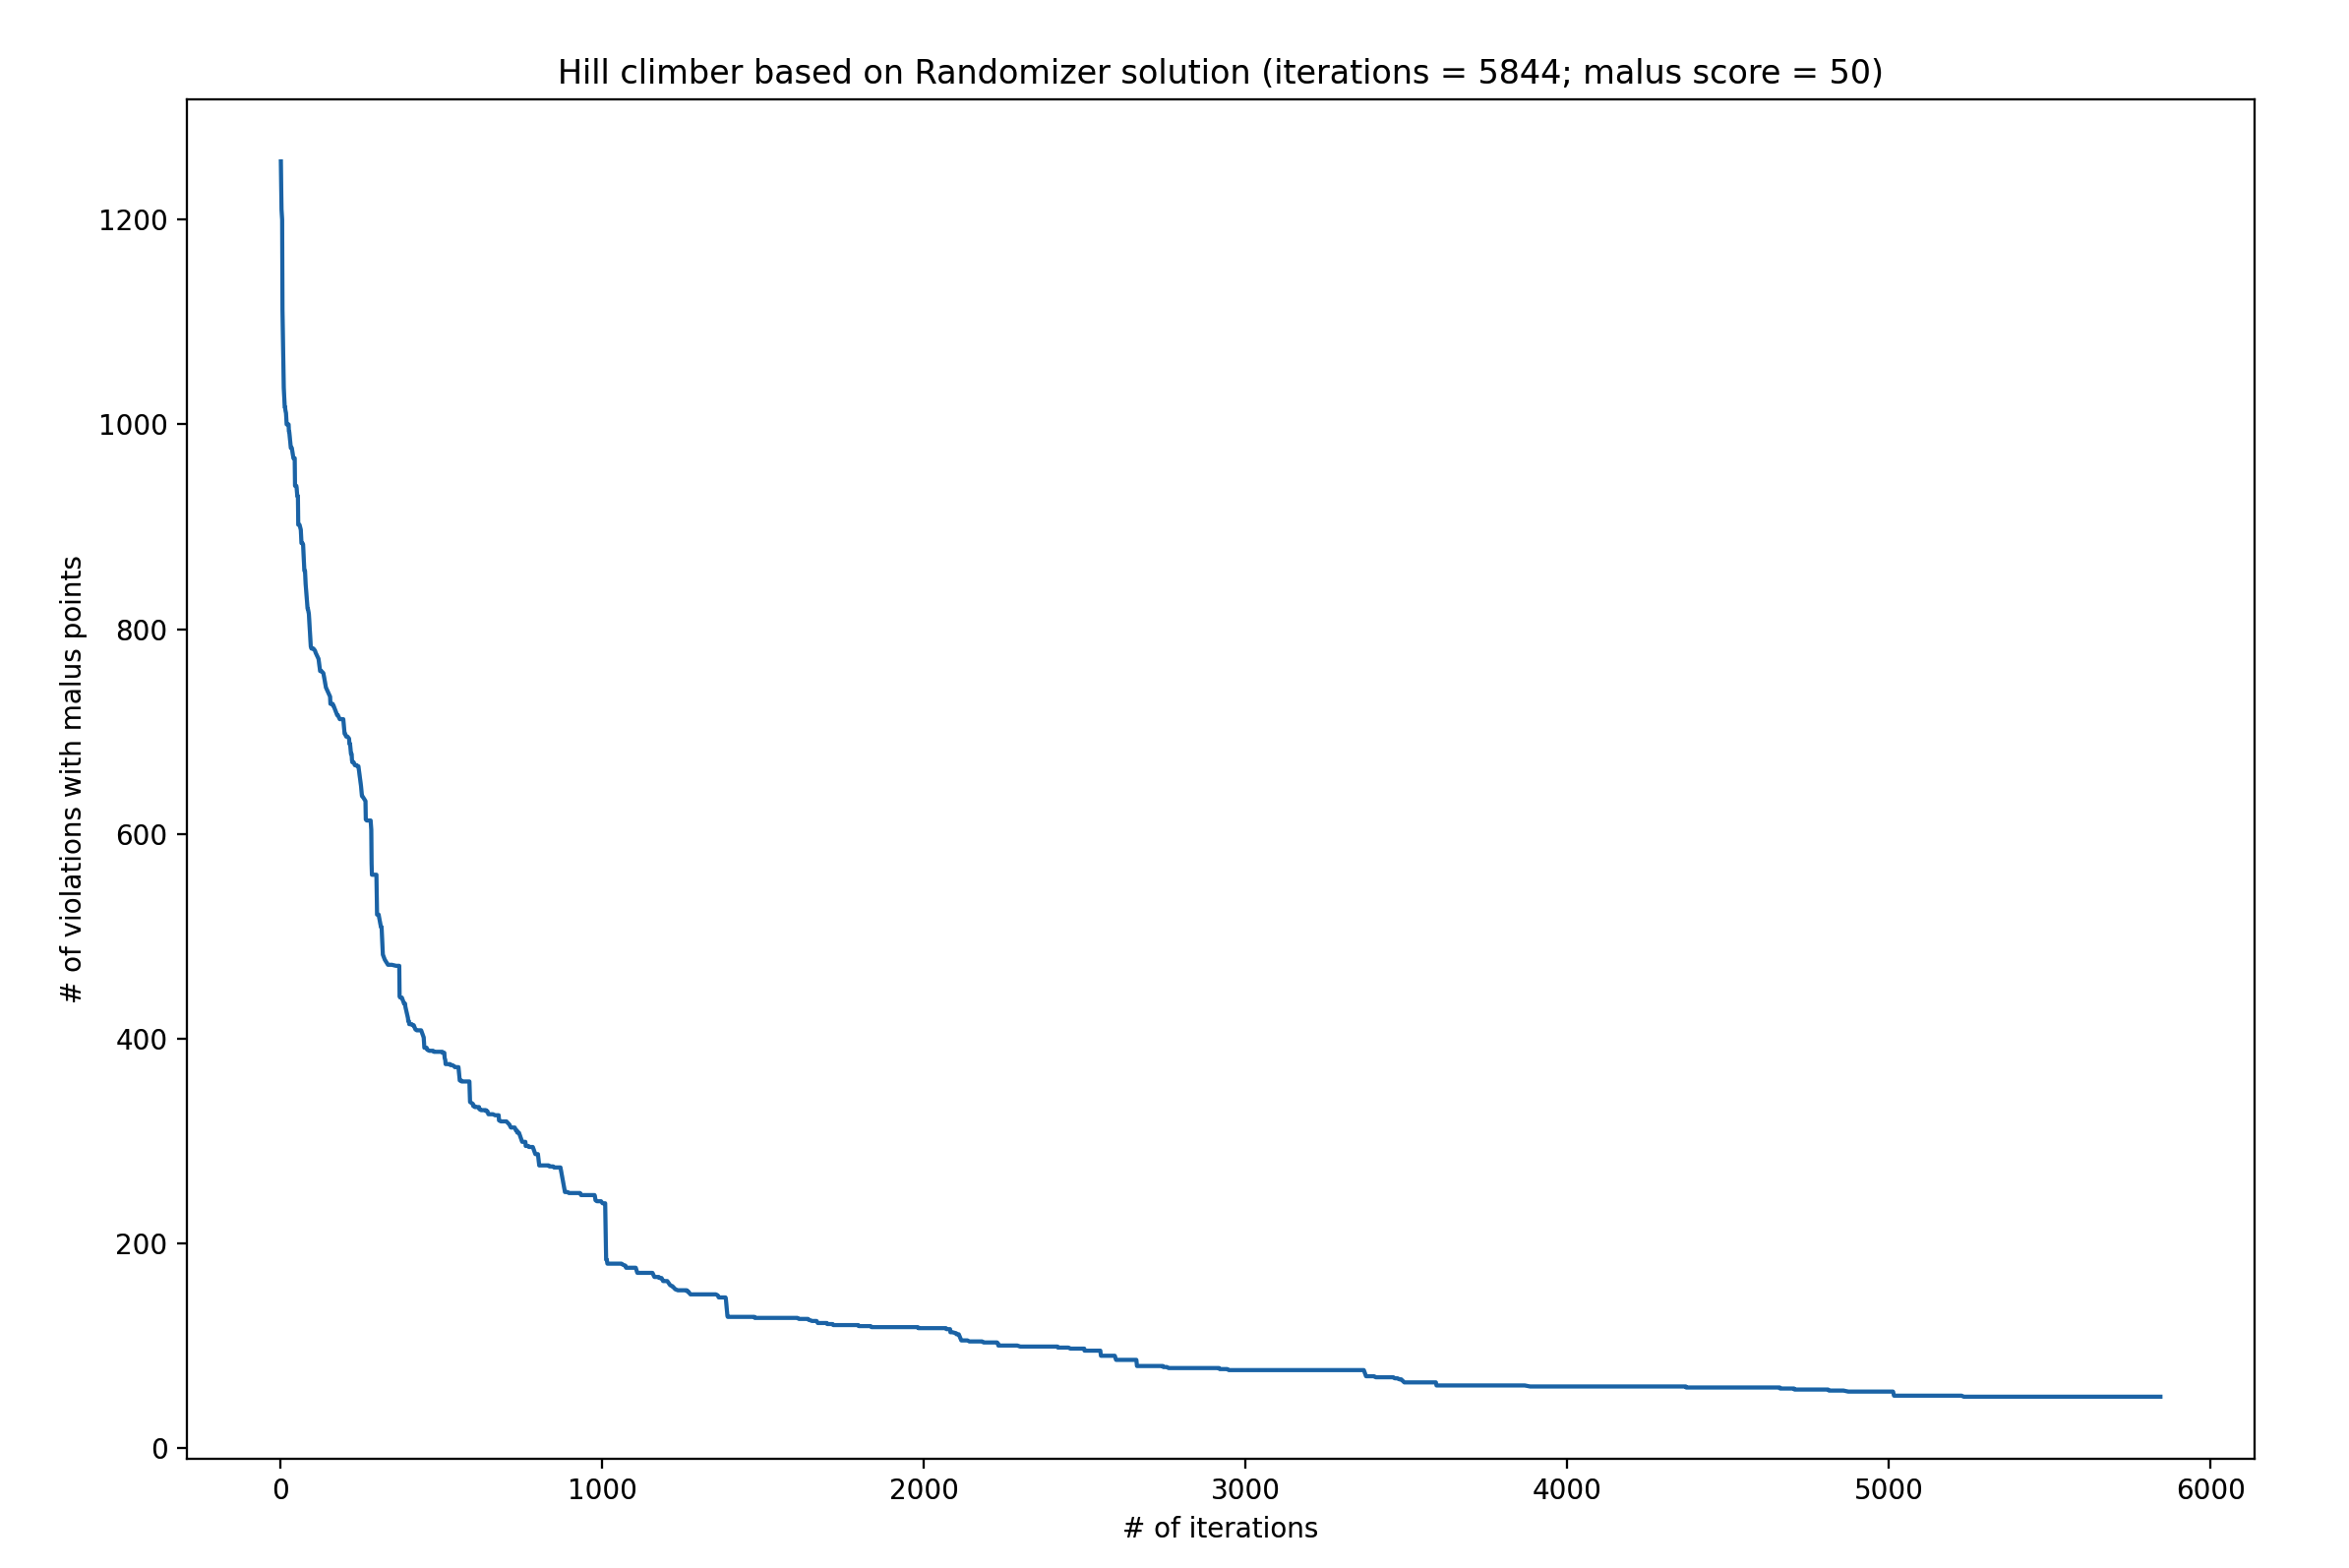 Hill climber based on Randomizer solution (iterations = 5844; malus score = 50)
# of violations with malus points
1200
1000
800
600
400
200
0
0 1000 2000 3000 4000 5000 6000
# of iterations